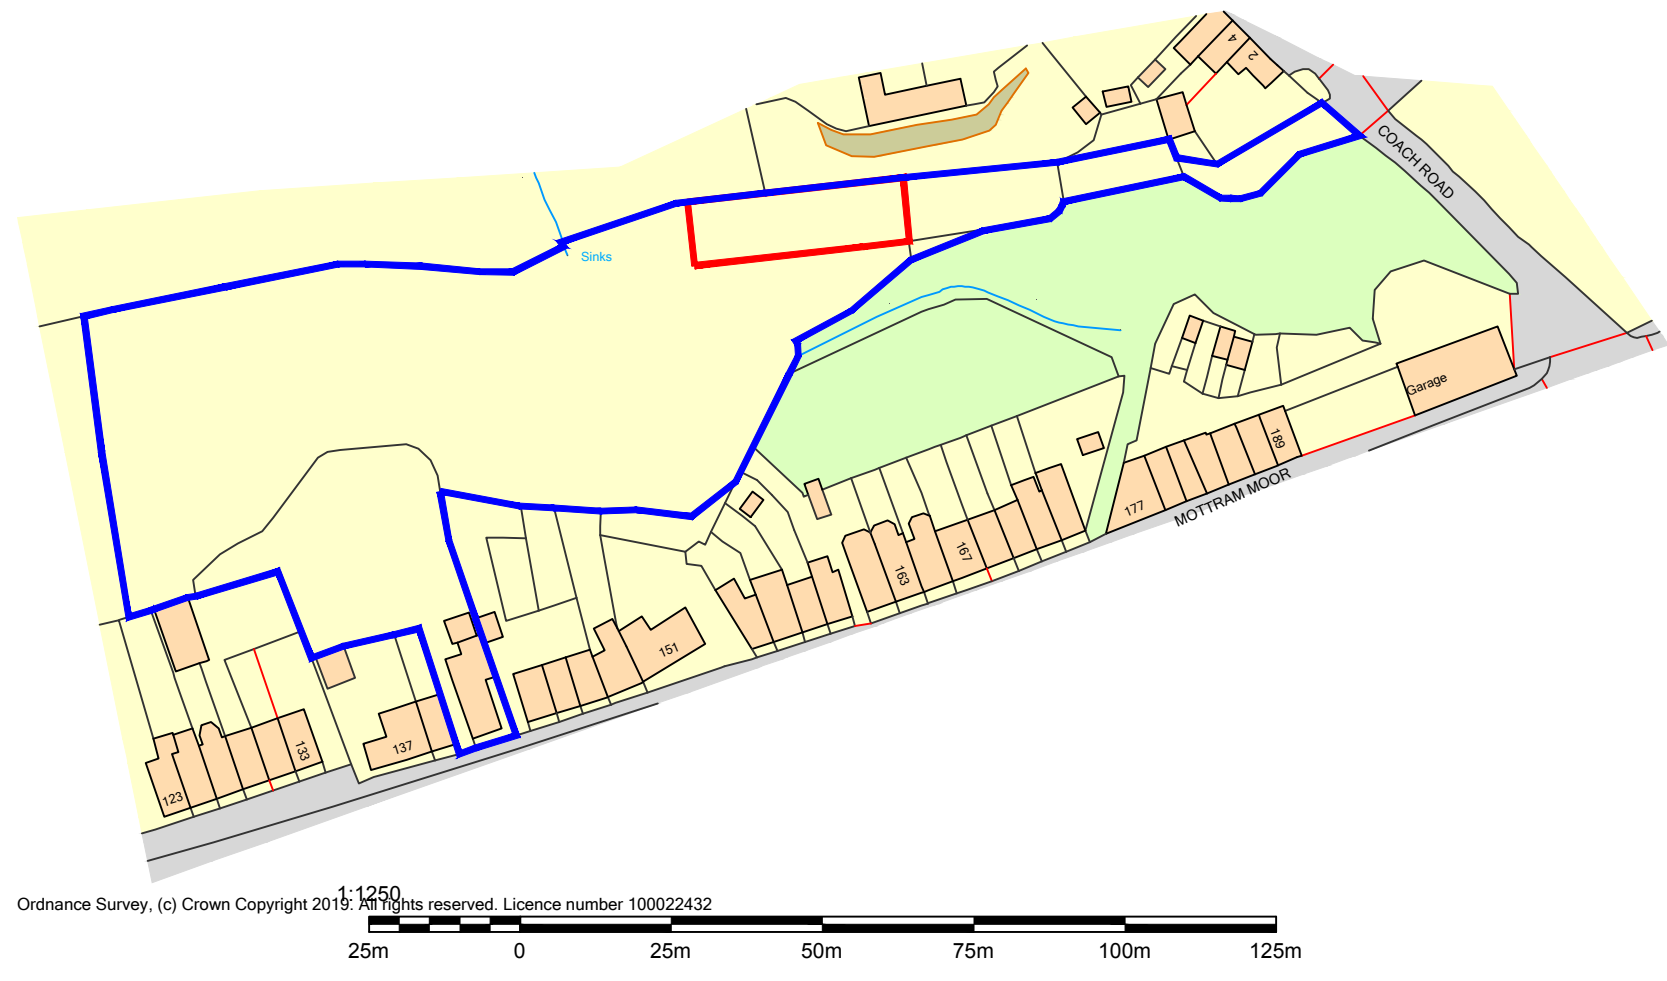 4
2
COACH ROAD
Sinks
Garage
189
MOTTRAM MOOR
177
167
163
151
133
137
123
1:1250
Ordnance Survey, (c) Crown Copyright 2019. All rights reserved. Licence number 100022432
25m 0 25m 50m 75m 100m 125m